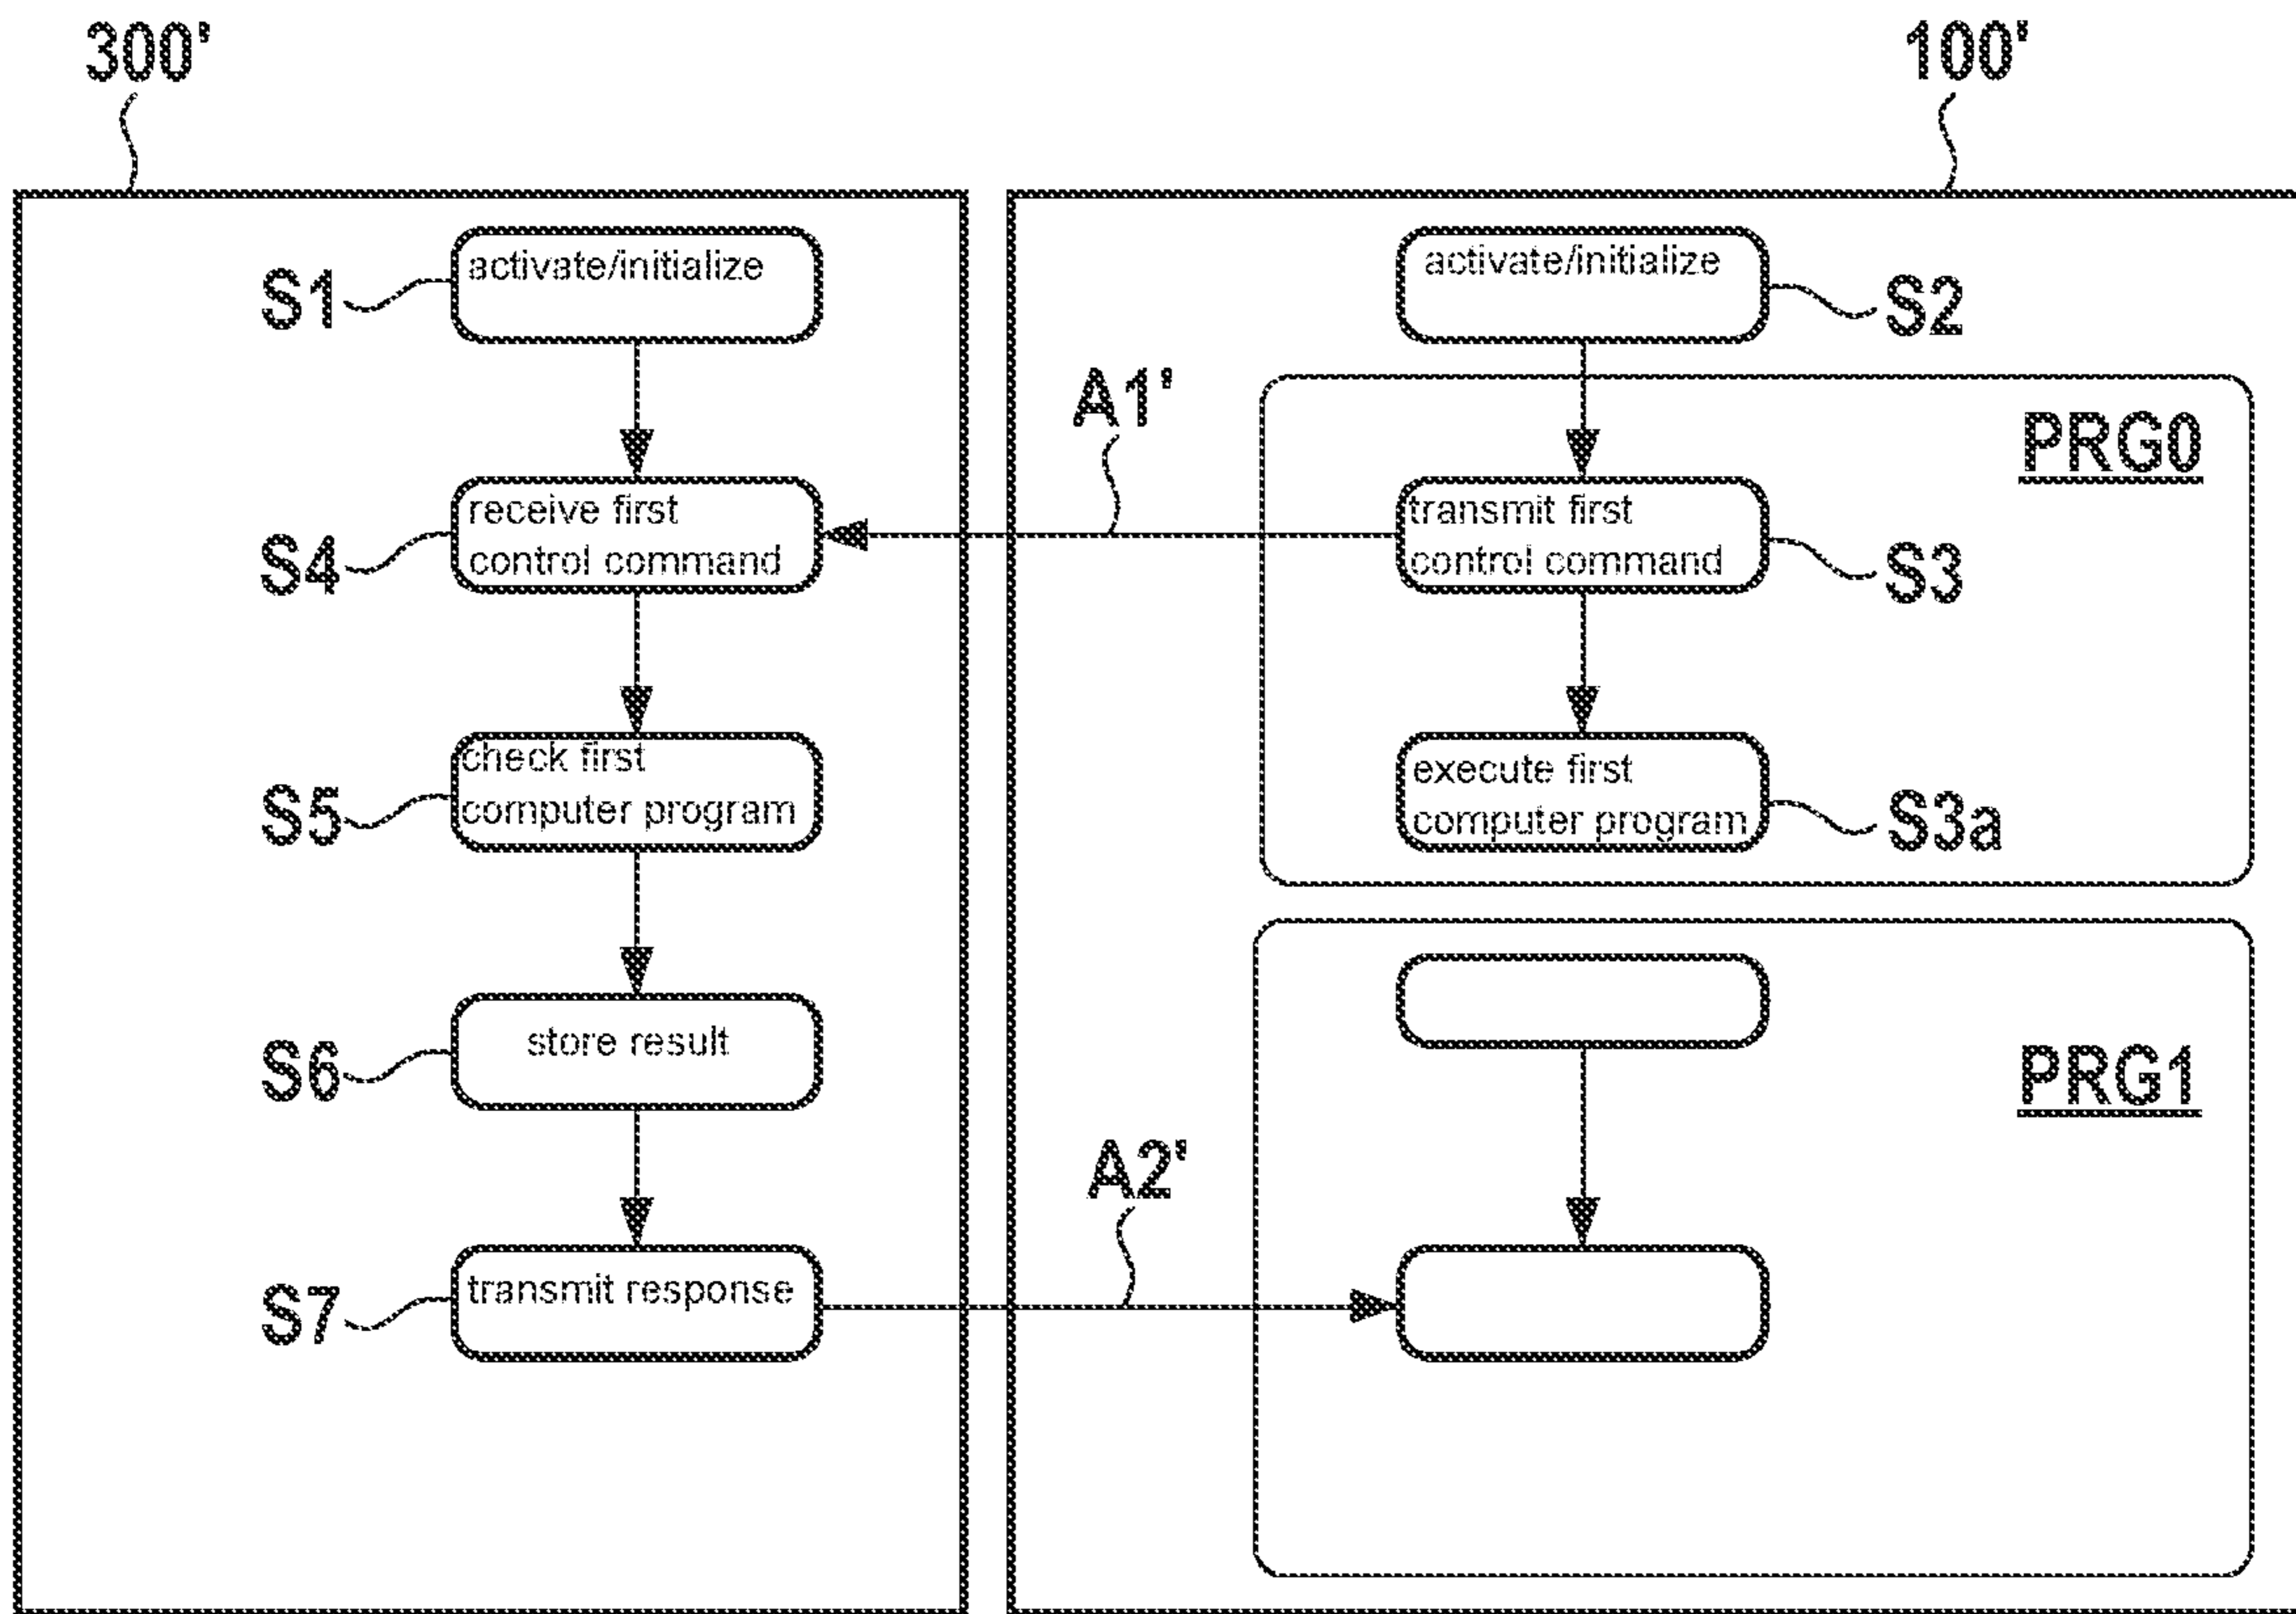 300'
100'
activate/initialize
S1
activate/initialize
S2
A1'
PRG0
receive first
control command
S4
transmit first
control command
S3
check first
computer program
S5
execute first
computer program
S3a
store result
S6
PRG1
A2'
transmit response
S7